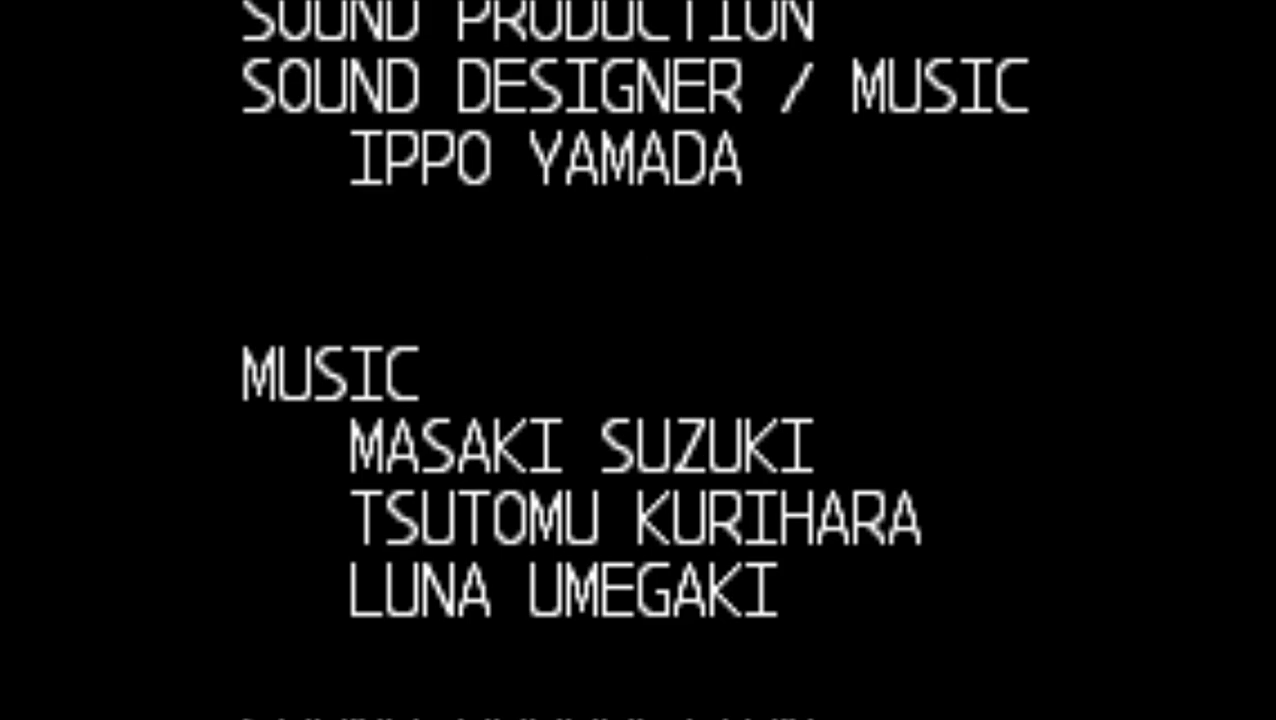 SOUND PRODUCTION
SOUND DESIGNER / MUSIC
IPPO YAMADA
MUSIC
MASAKI SUZUKI
TSUTOMU KURIHARA
LUNA UMEGAKI